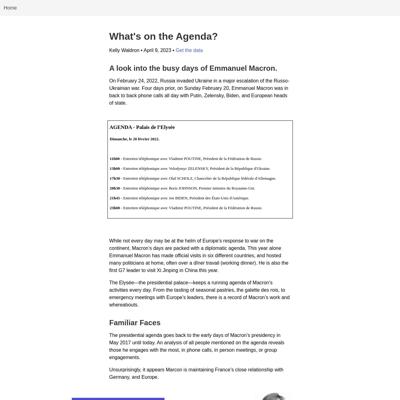 Home
What's on the Agenda?
Kelly Waldron • April 9, 2023 • Get the data
A look into the busy days of Emmanuel Macron.
On February 24, 2022, Russia invaded Ukraine in a major escalation of the Russo-
Ukrainian war. Four days prior, on Sunday February 20, Emmanuel Macron was in
back to back phone calls all day with Putin, Zelensky, Biden, and European heads
of state.
AGENDA - Palais de l'Elysée
Dimanche, le 20 février 2022.
11h00 - Entretien téléphonique avec Vladimir POUTINE, Président de la Fédération de Russie.
15h00 - Entretien téléphonique avec Volodymyr ZELENSKY, Président de la République d'Ukraine.
17h30 - Entretien téléphonique avec Olaf SCHOLZ, Chancelier de la République fédérale d'Allemagne.
20h30 - Entretien téléphonique avec Boris JOHNSON, Premier ministre du Royaume-Uni.
21h45 - Entretien téléphonique avec Joe BIDEN, Président des États-Unis d'Amérique.
23h00 - Entretien téléphonique avec Vladimir POUTINE, Président de la Fédération de Russie.
While not every day may be at the helm of Europe's response to war on the
continent, Macron's days are packed with a diplomatic agenda. This year alone
Emmanuel Macron has made official visits in six different countries, and hosted
many politicians at home, often over a dîner travail (working dinner). He is also the
first G7 leader to visit Xi Jinping in China this year.
The Elysée—the presidential palace—keeps a running agenda of Macron's
activities every day. From the tasting of seasonal pastries, the galette des rois, to
emergency meetings with Europe's leaders, there is a record of Macron's work and
whereabouts.
Familiar Faces
The presidential agenda goes back to the early days of Macron's presidency in
May 2017 until today. An analysis of all people mentioned on the agenda reveals
those he engages with the most, in phone calls, in person meetings, or group
engagements.
Unsurprisingly, it appears Marcon is maintaining France's close relationship with
Germany, and Europe.